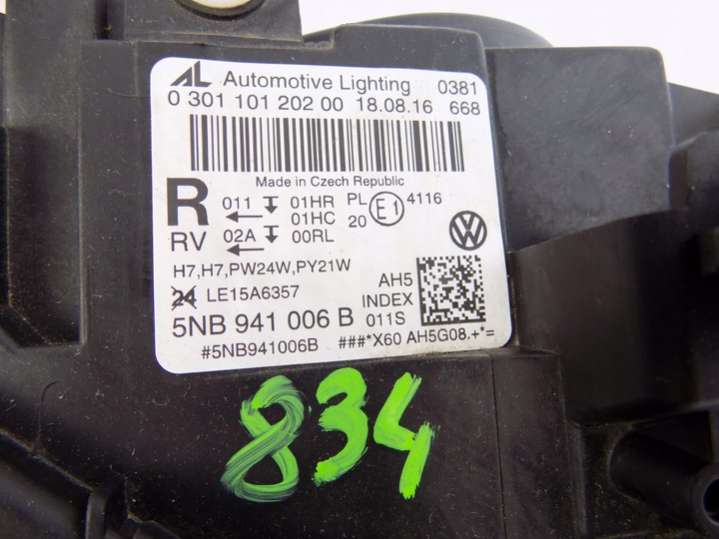 AL Automotive Lighting 0381
0 301 101 202 00 18.08.16 668
Made in Czech Republic
R 011 01HR PL E1 4116
01HC 20
RV 02A 00RL
H7,H7,PW24W,PY21W
24 LE15A6357 AH5
INDEX
5NB 941 006 B 011S
#5NB941006B ###*X60 AH5G08.+*=
834